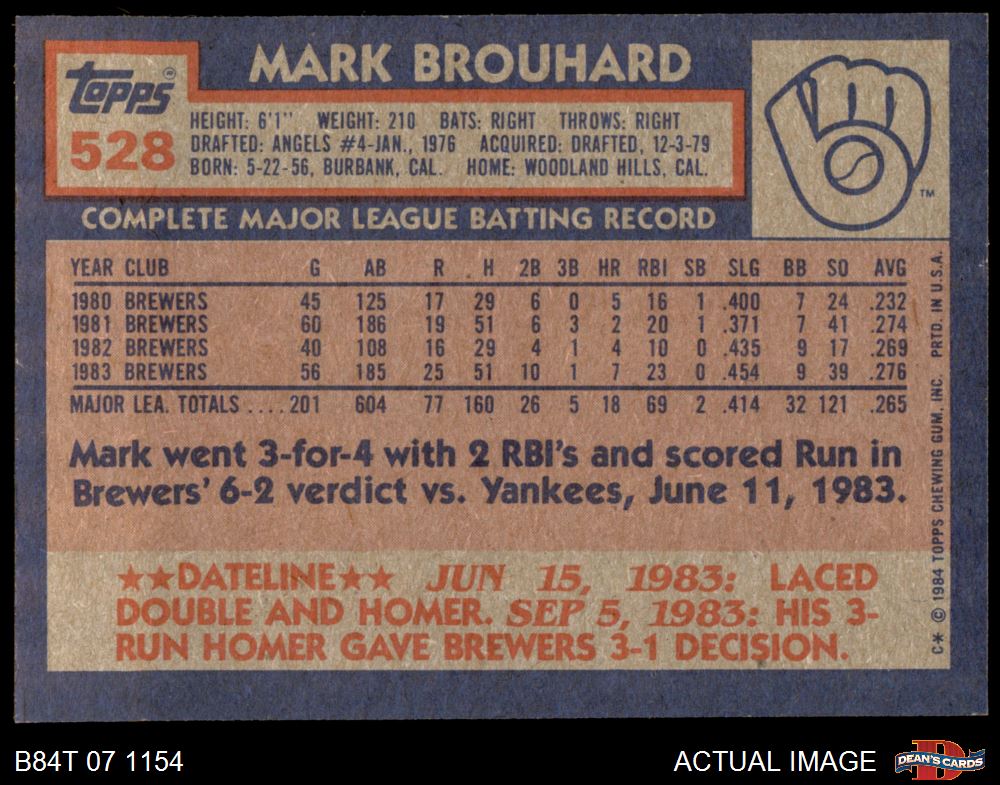 MARK BROUHARD
topps®
528
HEIGHT: 6'1'' WEIGHT: 210 BATS: RIGHT THROWS: RIGHT
DRAFTED: ANGELS #4-JAN., 1976 ACQUIRED: DRAFTED, 12-3-79
BORN: 5-22-56, BURBANK, CAL. HOME: WOODLAND HILLS, CAL.
TM
COMPLETE MAJOR LEAGUE BATTING RECORD
YEAR CLUB G AB R H 2B 3B HR RBI SB SLG BB SO AVG
1980 BREWERS 45 125 17 29 6 0 5 16 1 .400 7 24 .232
1981 BREWERS 60 186 19 51 6 3 2 20 1 .371 7 41 .274
1982 BREWERS 40 108 16 29 4 1 4 10 0 .435 9 17 .269
1983 BREWERS 56 185 25 51 10 1 7 23 0 .454 9 39 .276
MAJOR LEA. TOTALS ....201 604 77 160 26 5 18 69 2 .414 32 121 .265
Mark went 3-for-4 with 2 RBI's and scored Run in
Brewers' 6-2 verdict vs. Yankees, June 11, 1983.
★★DATELINE★★ JUN 15, 1983: LACED
DOUBLE AND HOMER. SEP 5, 1983: HIS 3-
RUN HOMER GAVE BREWERS 3-1 DECISION.
C* © 1984 TOPPS CHEWING GUM, INC. PRTD. IN U.S.A.
B84T 07 1154
ACTUAL IMAGE
DEAN'S CARDS